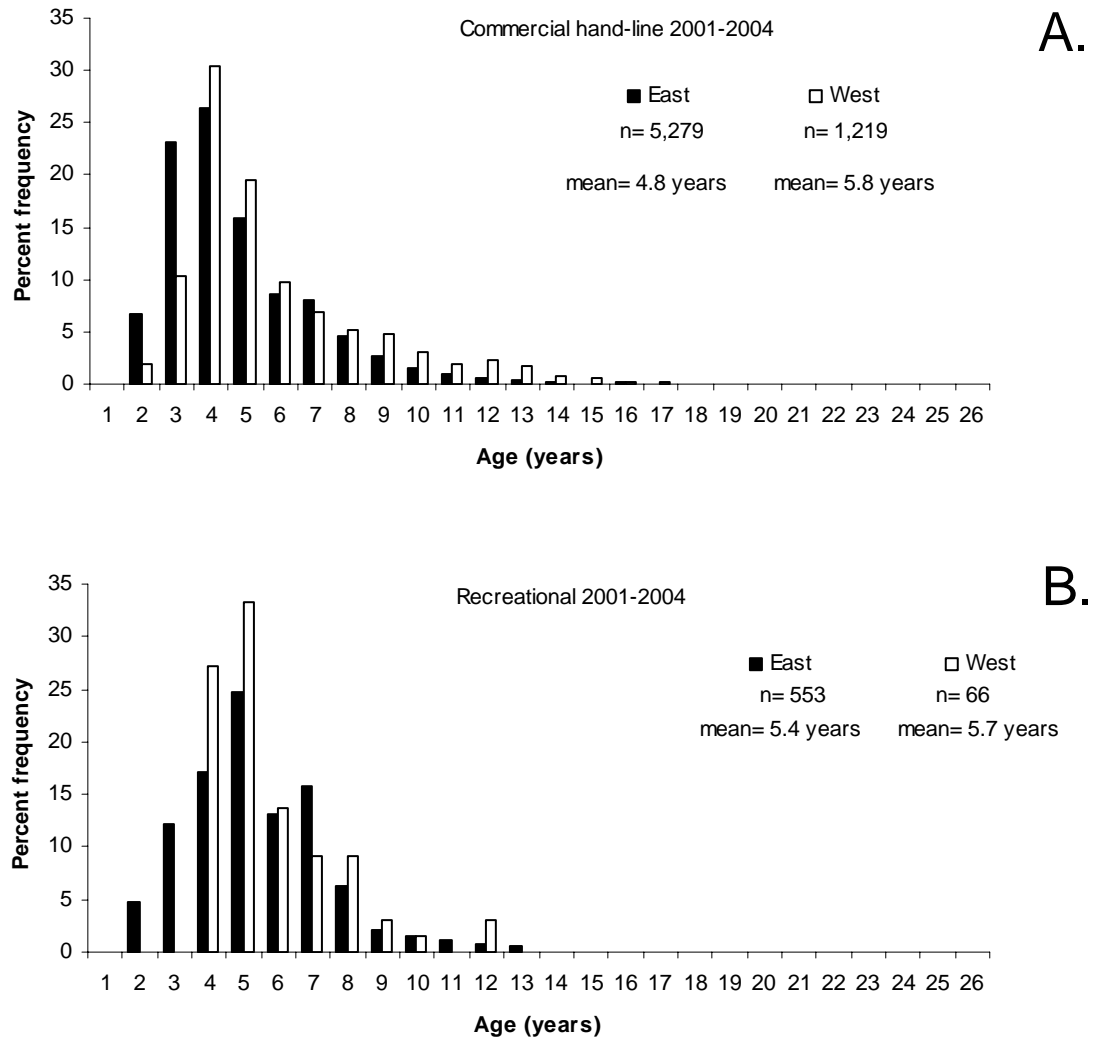 A.
Commercial hand-line 2001-2004
East West
n= 5,279 n= 1,219
mean= 4.8 years mean= 5.8 years
Percent frequency
35
30
25
20
15
10
5
0
1 2 3 4 5 6 7 8 9 10 11 12 13 14 15 16 17 18 19 20 21 22 23 24 25 26
Age (years)
B.
Recreational 2001-2004
East West
n= 553 n= 66
mean= 5.4 years mean= 5.7 years
Percent frequency
35
30
25
20
15
10
5
0
1 2 3 4 5 6 7 8 9 10 11 12 13 14 15 16 17 18 19 20 21 22 23 24 25 26
Age (years)